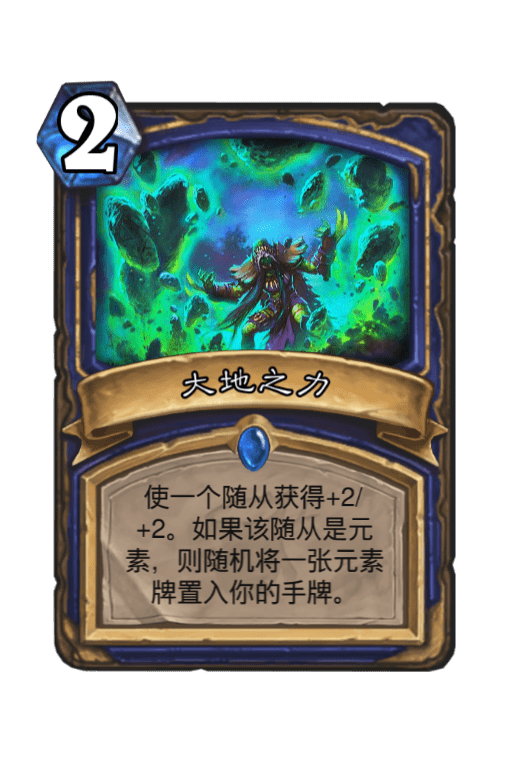 2
大地之力
使一个随从获得+2/
+2。如果该随从是元
素，则随机将一张元素
牌置入你的手牌。